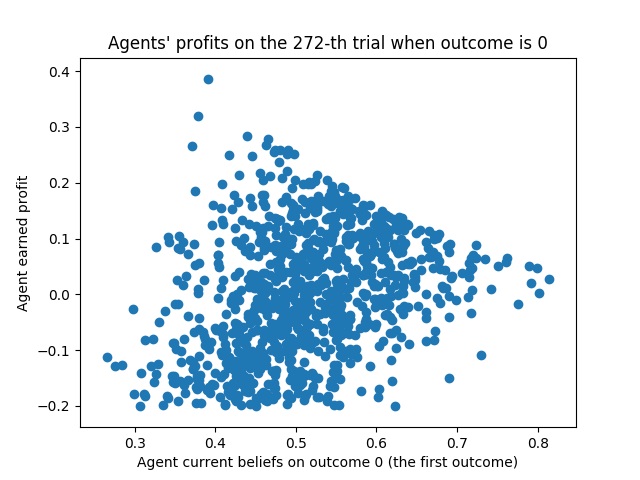 Agents' profits on the 272-th trial when outcome is 0
Agent earned profit
0.4
0.3
0.2
0.1
0.0
−0.1
−0.2
0.3 0.4 0.5 0.6 0.7 0.8
Agent current beliefs on outcome 0 (the first outcome)